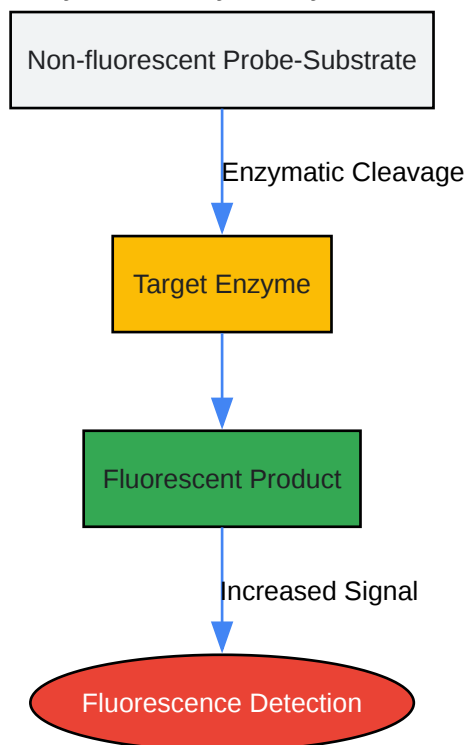 Non-fluorescent Probe-Substrate
Enzymatic Cleavage
Target Enzyme
Fluorescent Product
Increased Signal
Fluorescence Detection